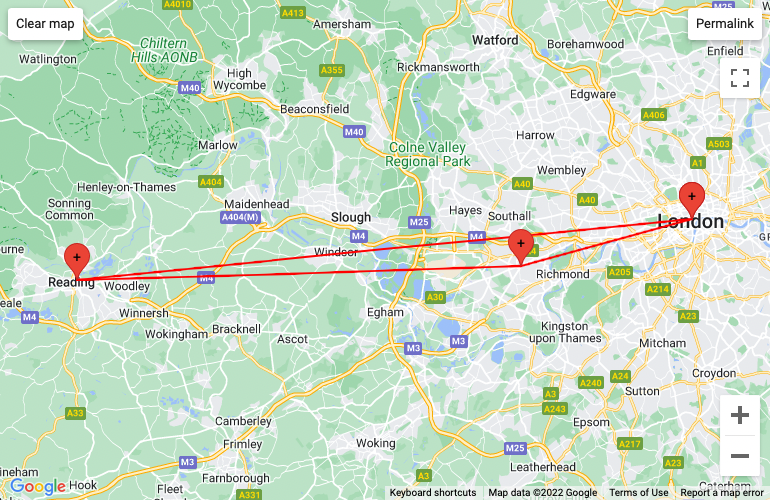 A4010
A413
Amersham
M25
Clear map
Permalink
Watford
Borehamwood
Enfield
Watlington
Chiltern
Hills AONB
A355
Rickmansworth
High
Wycombe
M40
Edgware
Beaconsfield
A406
M40
Harrow
A503
Marlow
Colne Valley
Regional Park
Wembley
A1
A404
A40
Henley-on-Thames
A40
Sonning
Common
Maidenhead
A404(M)
Slough
Hayes
Southall
M25
London
M4
M4
Windsor
Richmond
A205
Reading
Woodley
M4
A214
M4
Winnersh
A30
Egham
A23
Wokingham
Bracknell
Ascot
Kingston
upon Thames
M3
M3
Mitcham
Croydon
A24
A240
A3
A243
Sutton
A33
Camberley
Epsom
Frimley
Woking
A217
M25
M3
Hook
Farnborough
A3
Leatherhead
Fleet
A331
Caterham
Google
Keyboard shortcuts
Map data ©2022 Google
Terms of Use
Report a map error